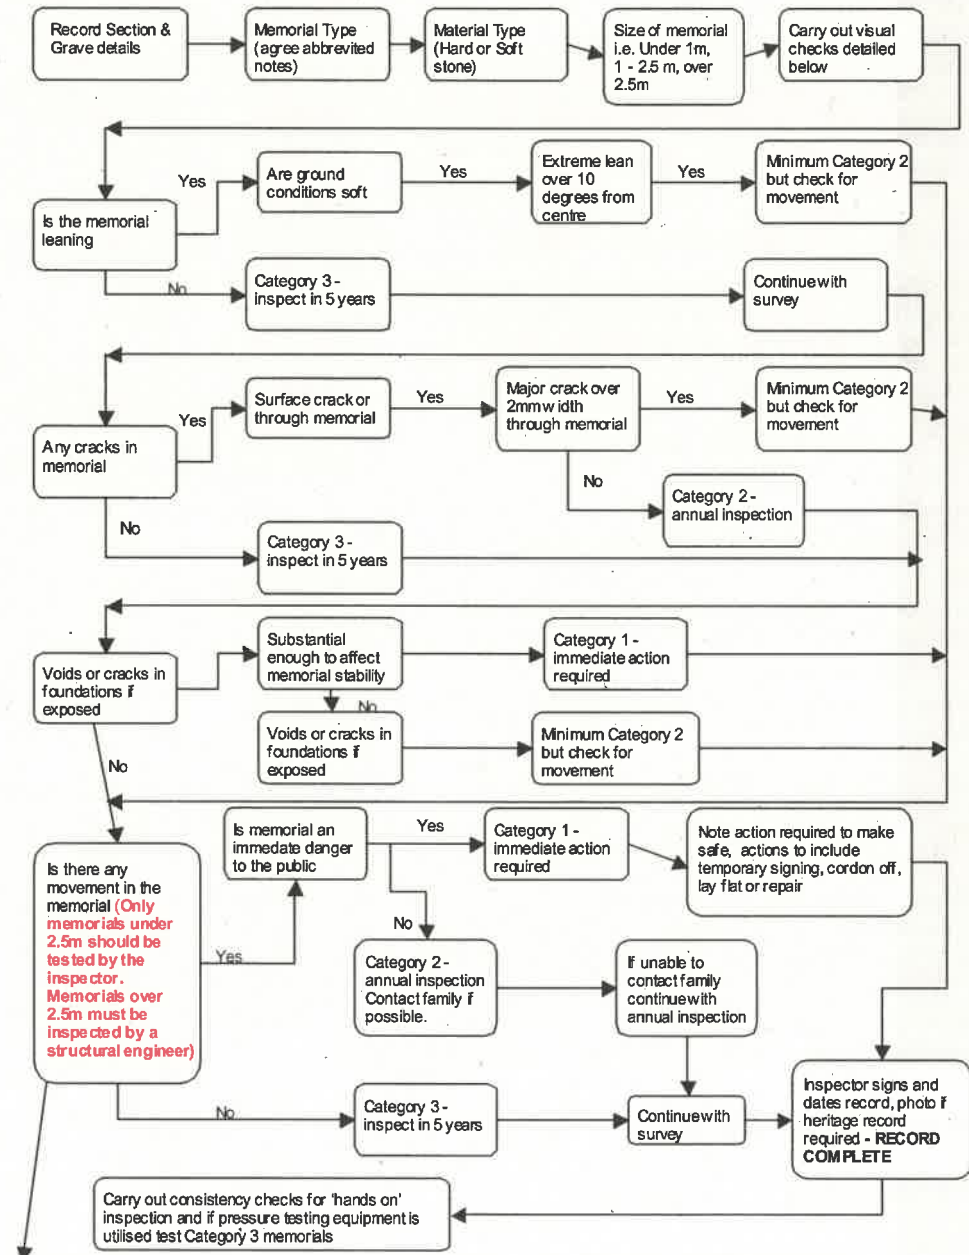 Record Section &
Grave details
Memorial Type
(agree abbrevited
notes)
Material Type
(Hard or Soft
stone)
Size of memorial
i.e. Under 1m,
1 - 2.5 m, over
2.5m
Carry out visual
checks detailed
below
Is the memorial
leaning
Yes
Are ground
conditions soft
Yes
Extreme lean
over 10
degrees from
centre
Yes
Minimum Category 2
but check for
movement
No
Category 3 -
inspect in 5 years
Continue with
survey
Any cracks in
memorial
Yes
Surface crack or
through memorial
Yes
Major crack over
2mm width
through memorial
Yes
Minimum Category 2
but check for
movement
No
Category 2 -
annual inspection
No
Category 3 -
inspect in 5 years
Voids or cracks in
foundations if
exposed
Substantial
enough to affect
memorial stability
Category 1 -
immediate action
required
No
Voids or cracks in
foundations if
exposed
Minimum Category 2
but check for
movement
No
Is there any
movement in the
memorial (Only
memorials under
2.5m should be
tested by the
inspector.
Memorials over
2.5m must be
inspected by a
structural engineer)
Yes
Is memorial an
immedate danger
to the public
Yes
Category 1 -
immediate action
required
Note action required to make
safe, actions to include
temporary signing, cordon off,
lay flat or repair
No
Category 2 -
annual inspection
Contact family if
possible.
If unable to
contact family
continue with
annual inspection
No
Category 3 -
inspect in 5 years
Continue with
survey
Inspector signs and
dates record, photo if
heritage record
required - RECORD
COMPLETE
Carry out consistency checks for 'hands on'
inspection and if pressure testing equipment is
utilised test Category 3 memorials